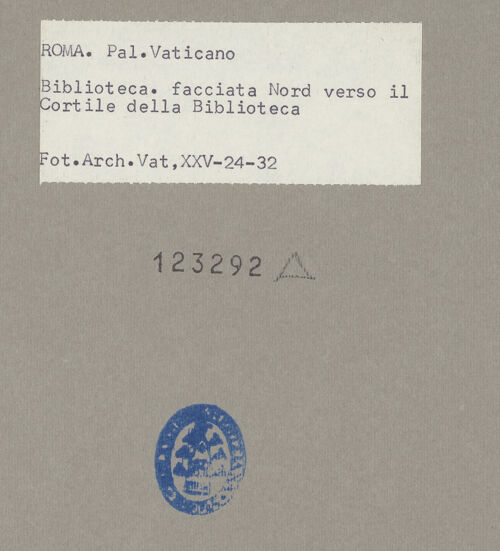 ROMA. Pal.Vaticano
Biblioteca. facciata Nord verso il
Cortile della Biblioteca
Fot.Arch.Vat,XXV-24-32
123292